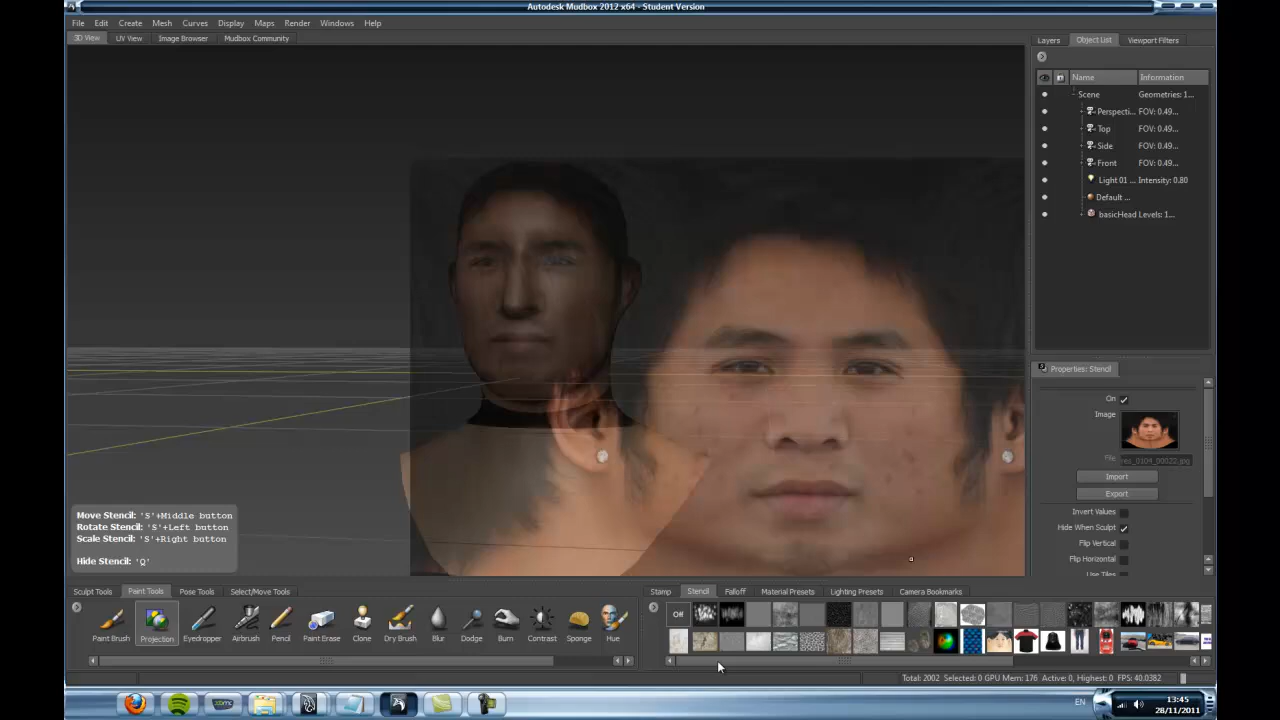 Autodesk Mudbox 2012 x64 - Student Version
File Edit Create Mesh Curves Display Maps Render Windows Help
3D View UV View Image Browser Mudbox Community
Layers Object List Viewport Filters
Name Information
Scene Geometries: 1...
Perspecti... FOV: 0.49...
Top FOV: 0.49...
Side FOV: 0.49...
Front FOV: 0.49...
Light 01 ... Intensity: 0.80
Default ...
basicHead Levels: 1...
Properties: Stencil
On
Image
File res_0104_00022.jpg
Import
Export
Invert Values
Hide When Sculpt
Flip Vertical
Flip Horizontal
Use Tiles
Move Stencil: 'S'+Middle button
Rotate Stencil: 'S'+Left button
Scale Stencil: 'S'+Right button
Hide Stencil: 'Q'
Sculpt Tools Paint Tools Pose Tools Select/Move Tools
Stamp Stencil Falloff Material Presets Lighting Presets Camera Bookmarks
Off
Paint Brush Projection Eyedropper Airbrush Pencil Paint Erase Clone Dry Brush Blur Dodge Burn Contrast Sponge Hue
Total: 2002 Selected: 0 GPU Mem: 176 Active: 0, Highest: 0 FPS: 40.0382
EN
13:45
28/11/2011